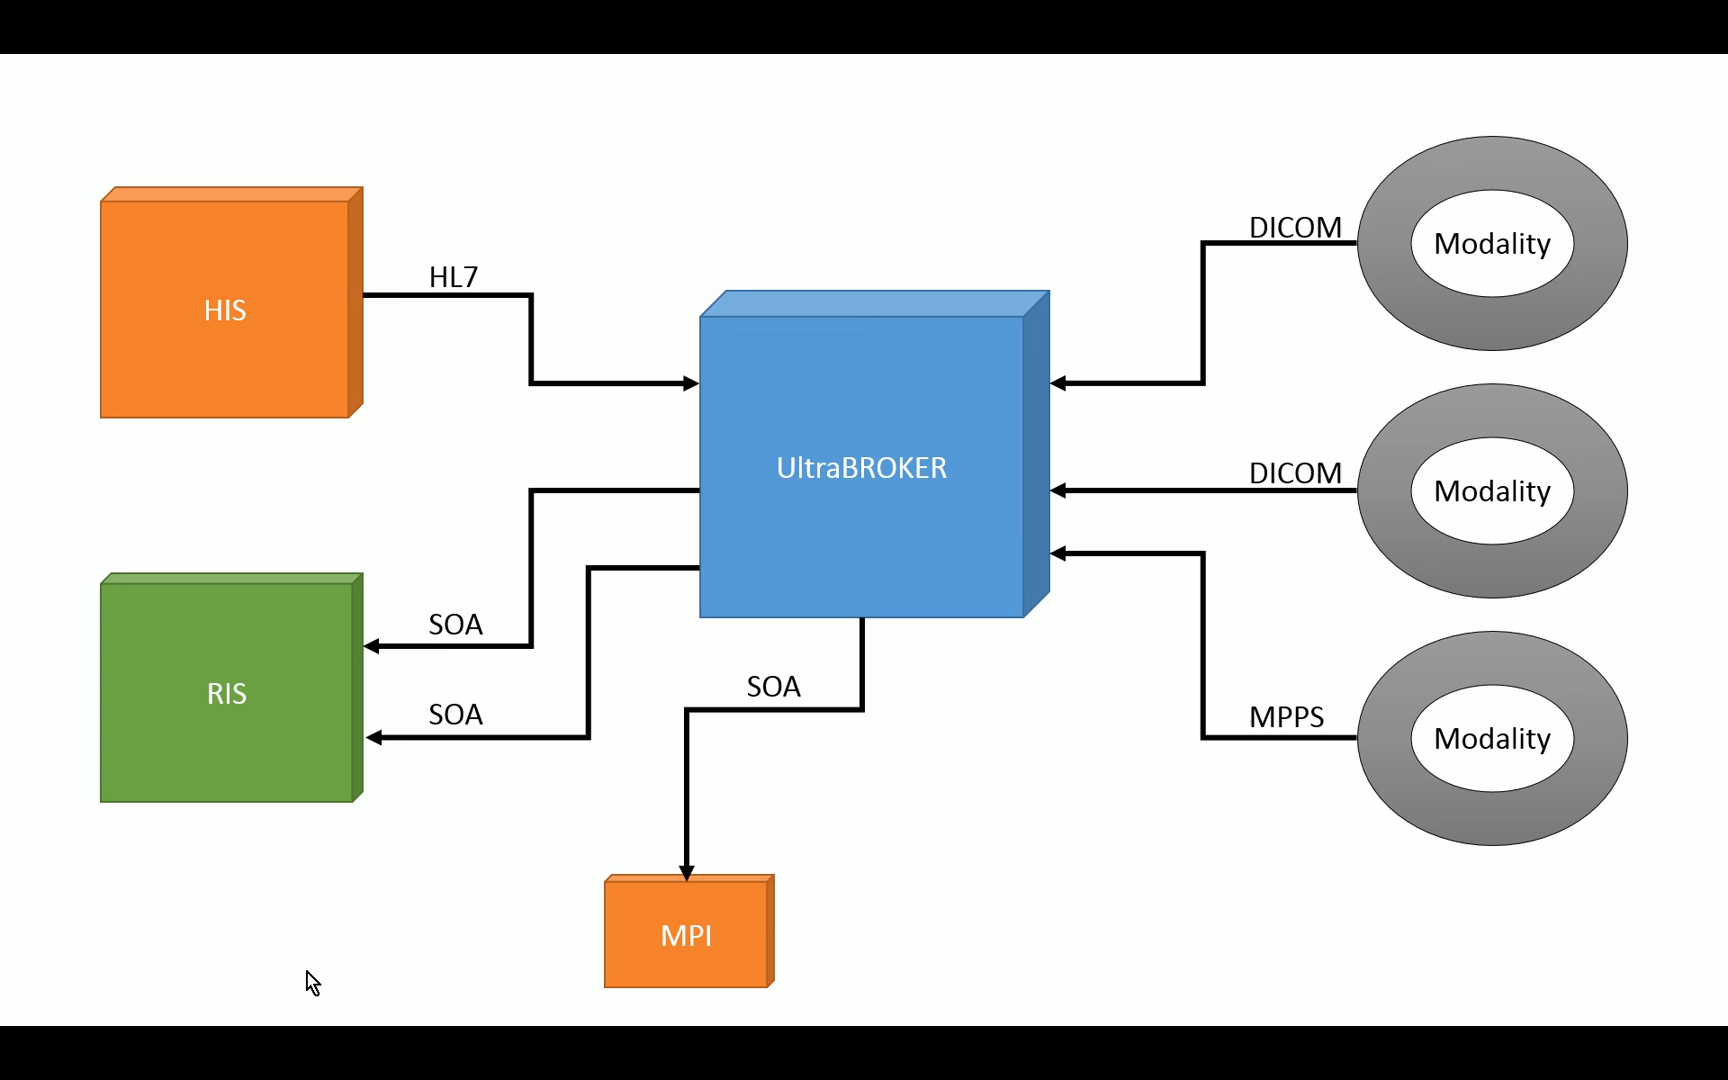 DICOM
Modality
HL7
HIS
UltraBROKER
DICOM
Modality
SOA
RIS
SOA
SOA
MPPS
Modality
MPI